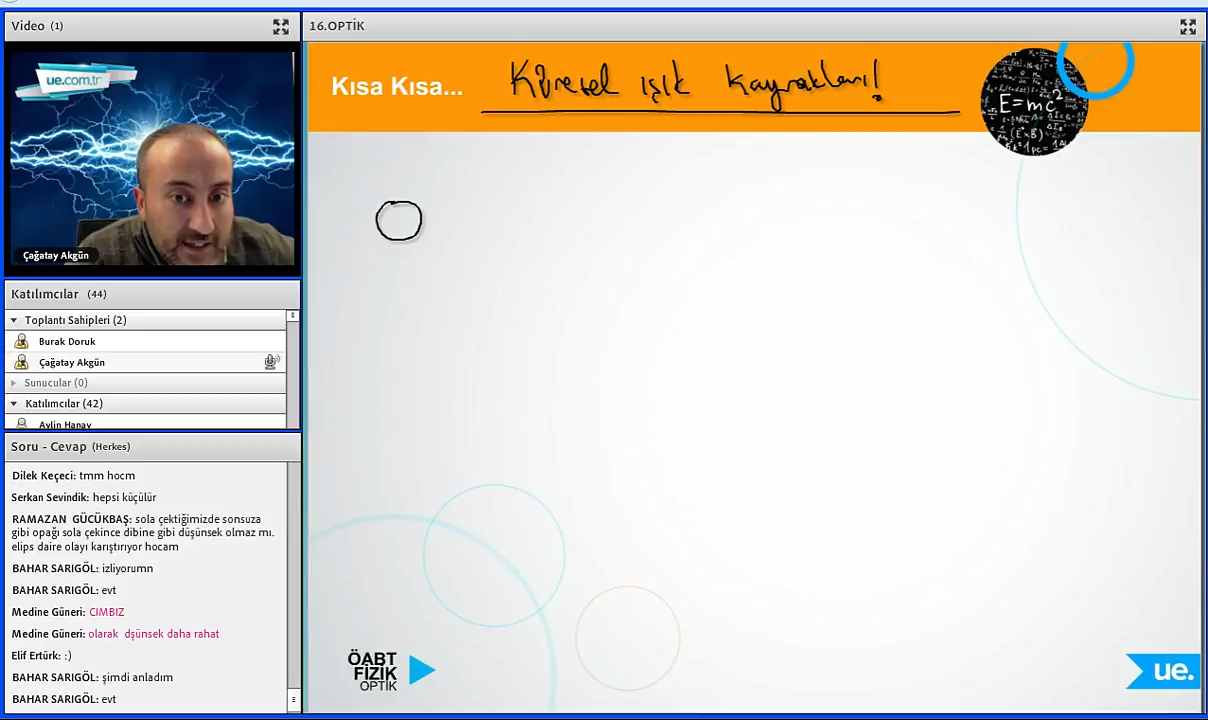 Video (1)
ue.com.tr
Çağatay Akgün
Katılımcılar (44)
Toplantı Sahipleri (2)
Burak Doruk
Çağatay Akgün
Sunucular (0)
Katılımcılar (42)
Aylin Hanay
Soru - Cevap (Herkes)
Dilek Keçeci: tmm hocm
Serkan Sevindik: hepsi küçülür
RAMAZAN GÜCÜKBAŞ: sola çektiğimizde sonsuza
gibi opağı sola çekince dibine gibi düşünsek olmaz mı.
elips daire olayı karıştırıyor hocam
BAHAR SARIGÖL: izliyorumn
BAHAR SARIGÖL: evt
Medine Güneri: CIMBIZ
Medine Güneri: olarak dşünsek daha rahat
Elif Ertürk: :)
BAHAR SARIGÖL: şimdi anladım
BAHAR SARIGÖL: evt
16.OPTİK
Kısa Kısa... Küresel ışık kaynakları!
E=mc²
ÖABT
FİZİK
OPTİK
ue.